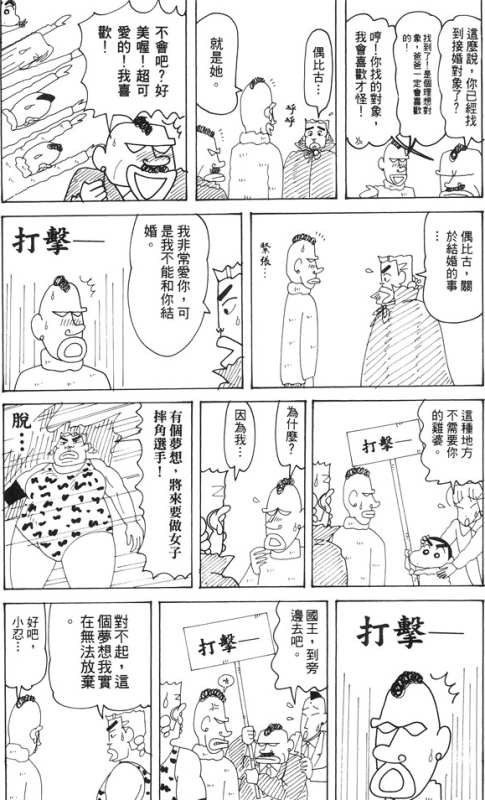 這麼說，你已經找
到接婚對象了？
找到了！是個理想對
象，爸爸一定會喜歡
的！
哼！你找的對象，
我會喜歡才怪！
偶比古…
呼呼
就是她。
不會吧？好
美喔！超可
愛的！我喜
歡！
偶比古，關
於結婚的事
…
緊張…
我非常愛你，可
是我不能和你結
婚。
打擊—
這種地方
不需要你
的雞婆。
打擊—
為什麼？
因為我…
有個夢想，將來要做女子
摔角選手！
脫…
打擊—
國王，到旁
邊去吧。
打擊—
對不起，這
個夢想我實
在無法放棄
。
好吧，
小忍…